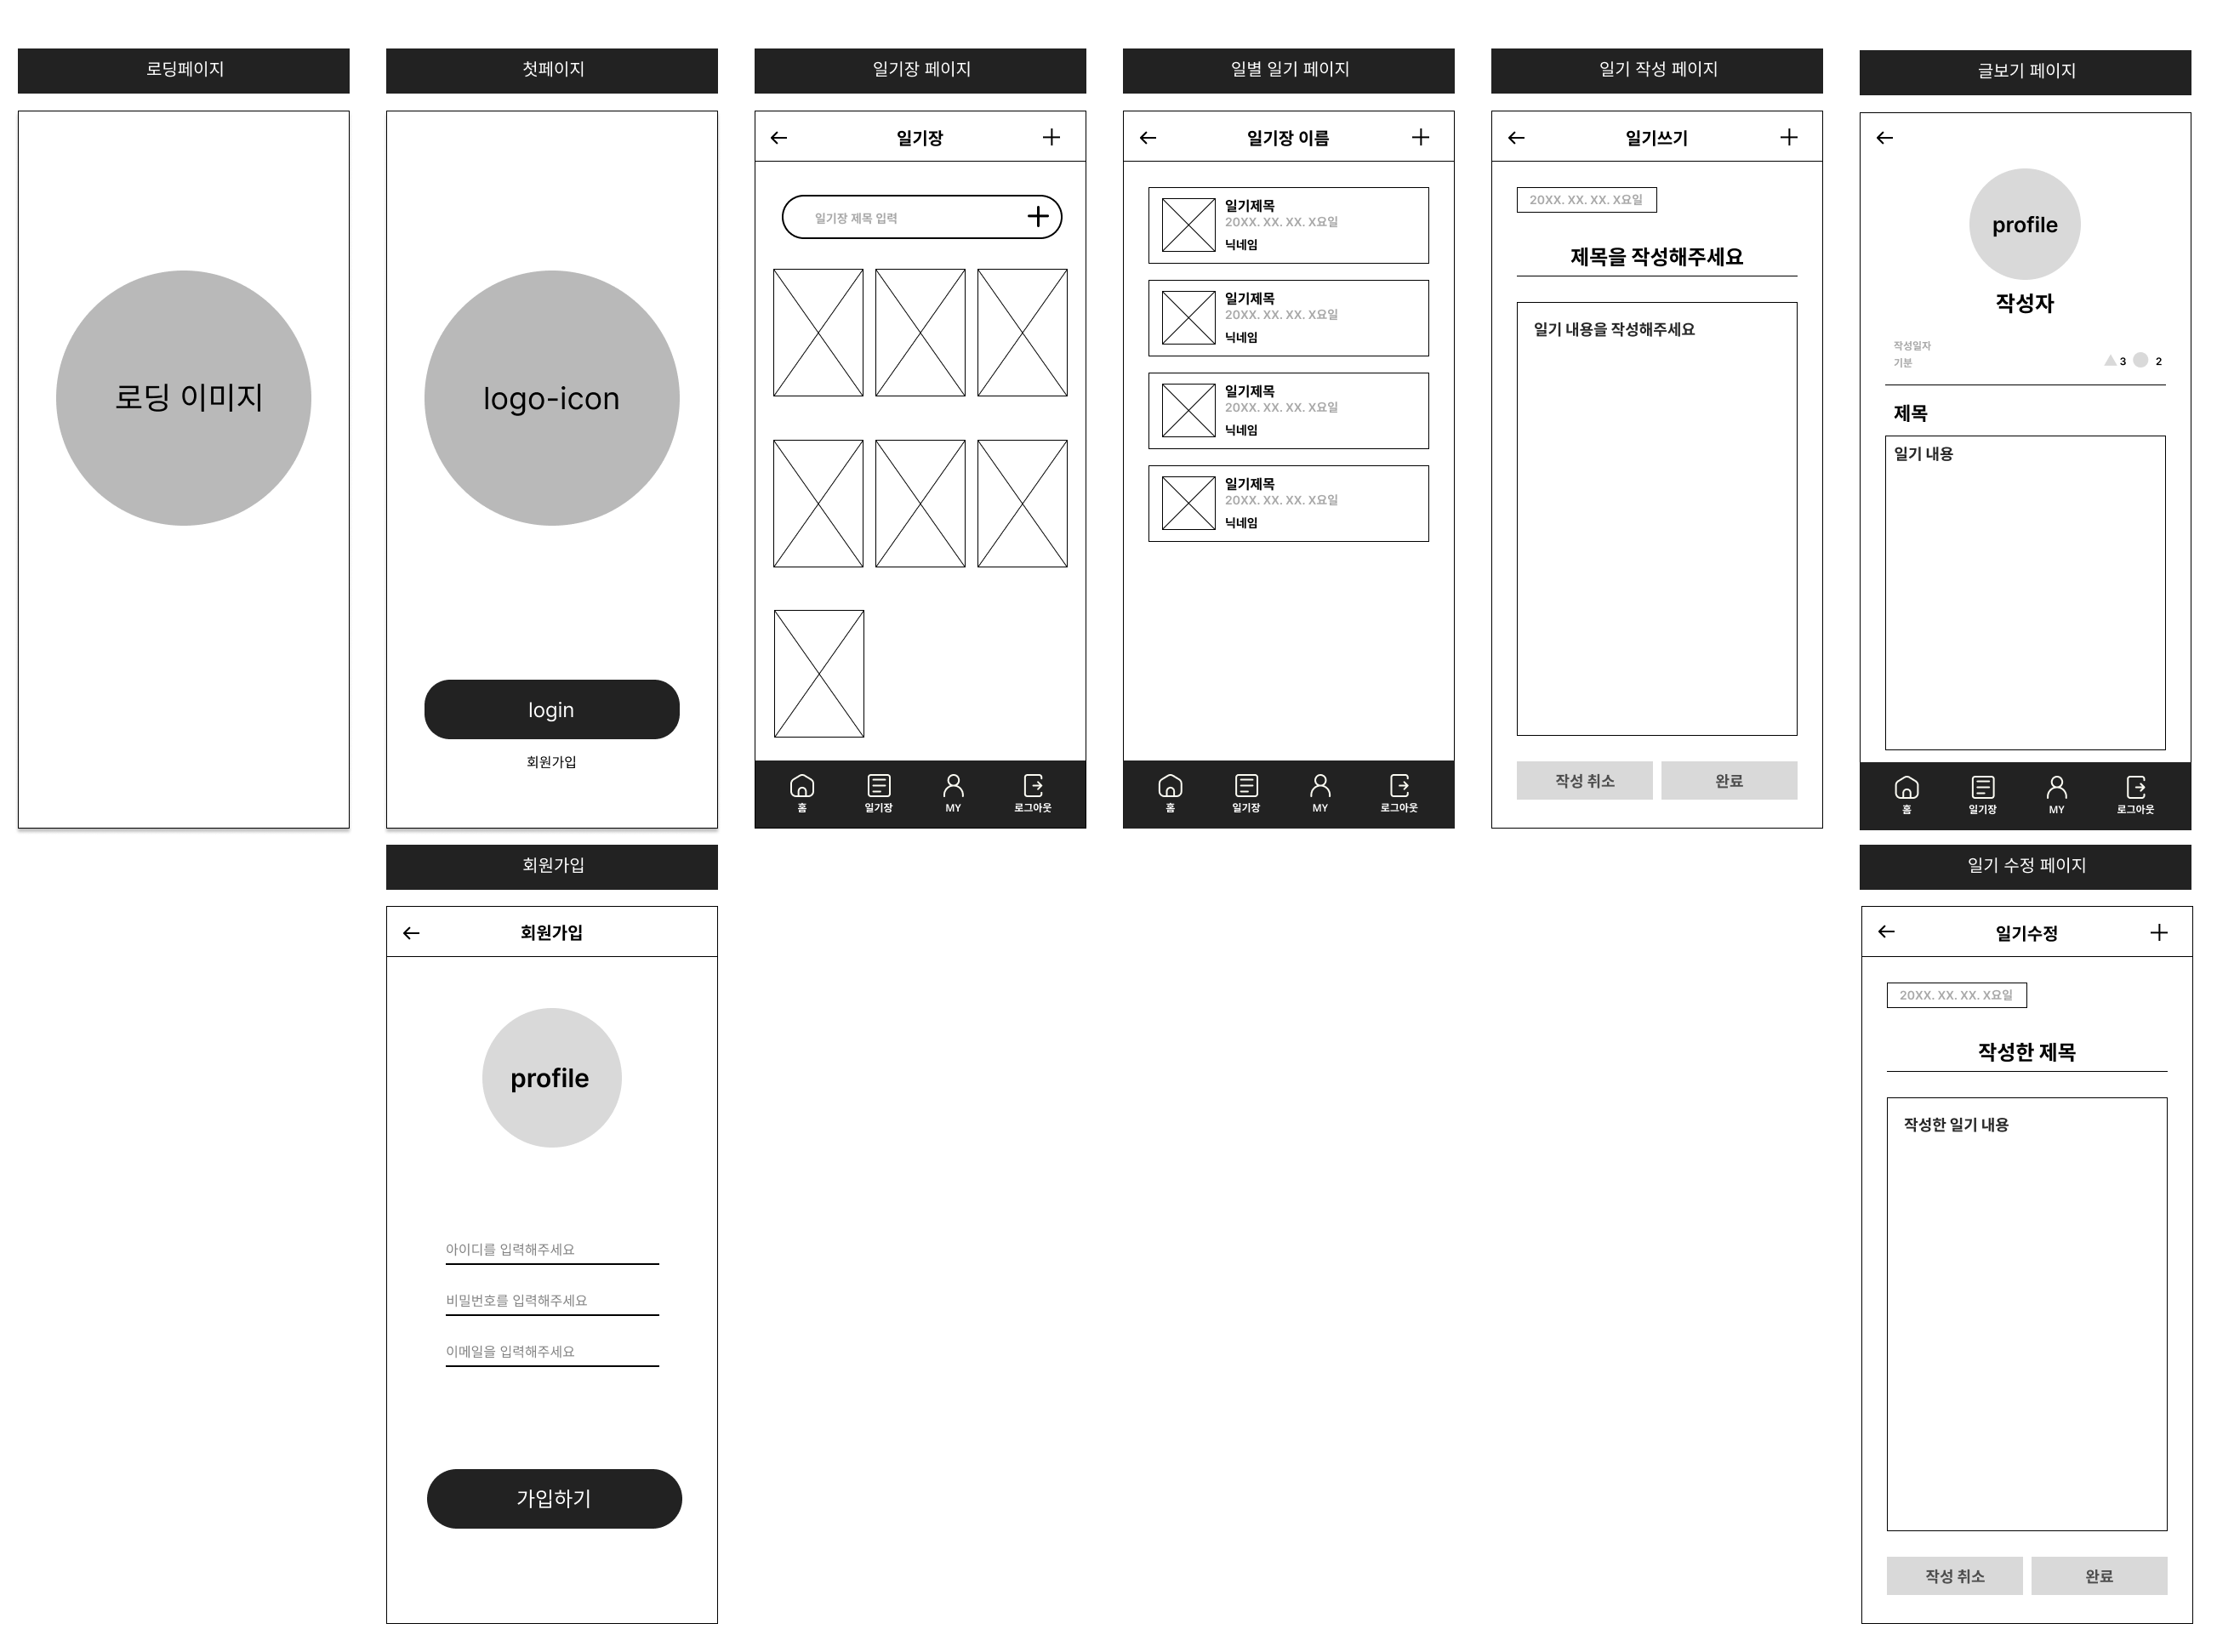 로딩페이지
첫페이지
일기장 페이지
일별 일기 페이지
일기 작성 페이지
글보기 페이지
로딩 이미지
logo-icon
login
회원가입
일기장
일기장 제목 입력
홈
일기장
MY
로그아웃
일기장 이름
일기제목
20XX. XX. XX. X요일
닉네임
일기제목
20XX. XX. XX. X요일
닉네임
일기제목
20XX. XX. XX. X요일
닉네임
일기제목
20XX. XX. XX. X요일
닉네임
홈
일기장
MY
로그아웃
일기쓰기
20XX. XX. XX. X요일
제목을 작성해주세요
일기 내용을 작성해주세요
작성 취소
완료
profile
작성자
작성일자
기분
3
2
제목
일기 내용
홈
일기장
MY
로그아웃
회원가입
회원가입
profile
아이디를 입력해주세요
비밀번호를 입력해주세요
이메일을 입력해주세요
가입하기
일기 수정 페이지
일기수정
20XX. XX. XX. X요일
작성한 제목
작성한 일기 내용
작성 취소
완료